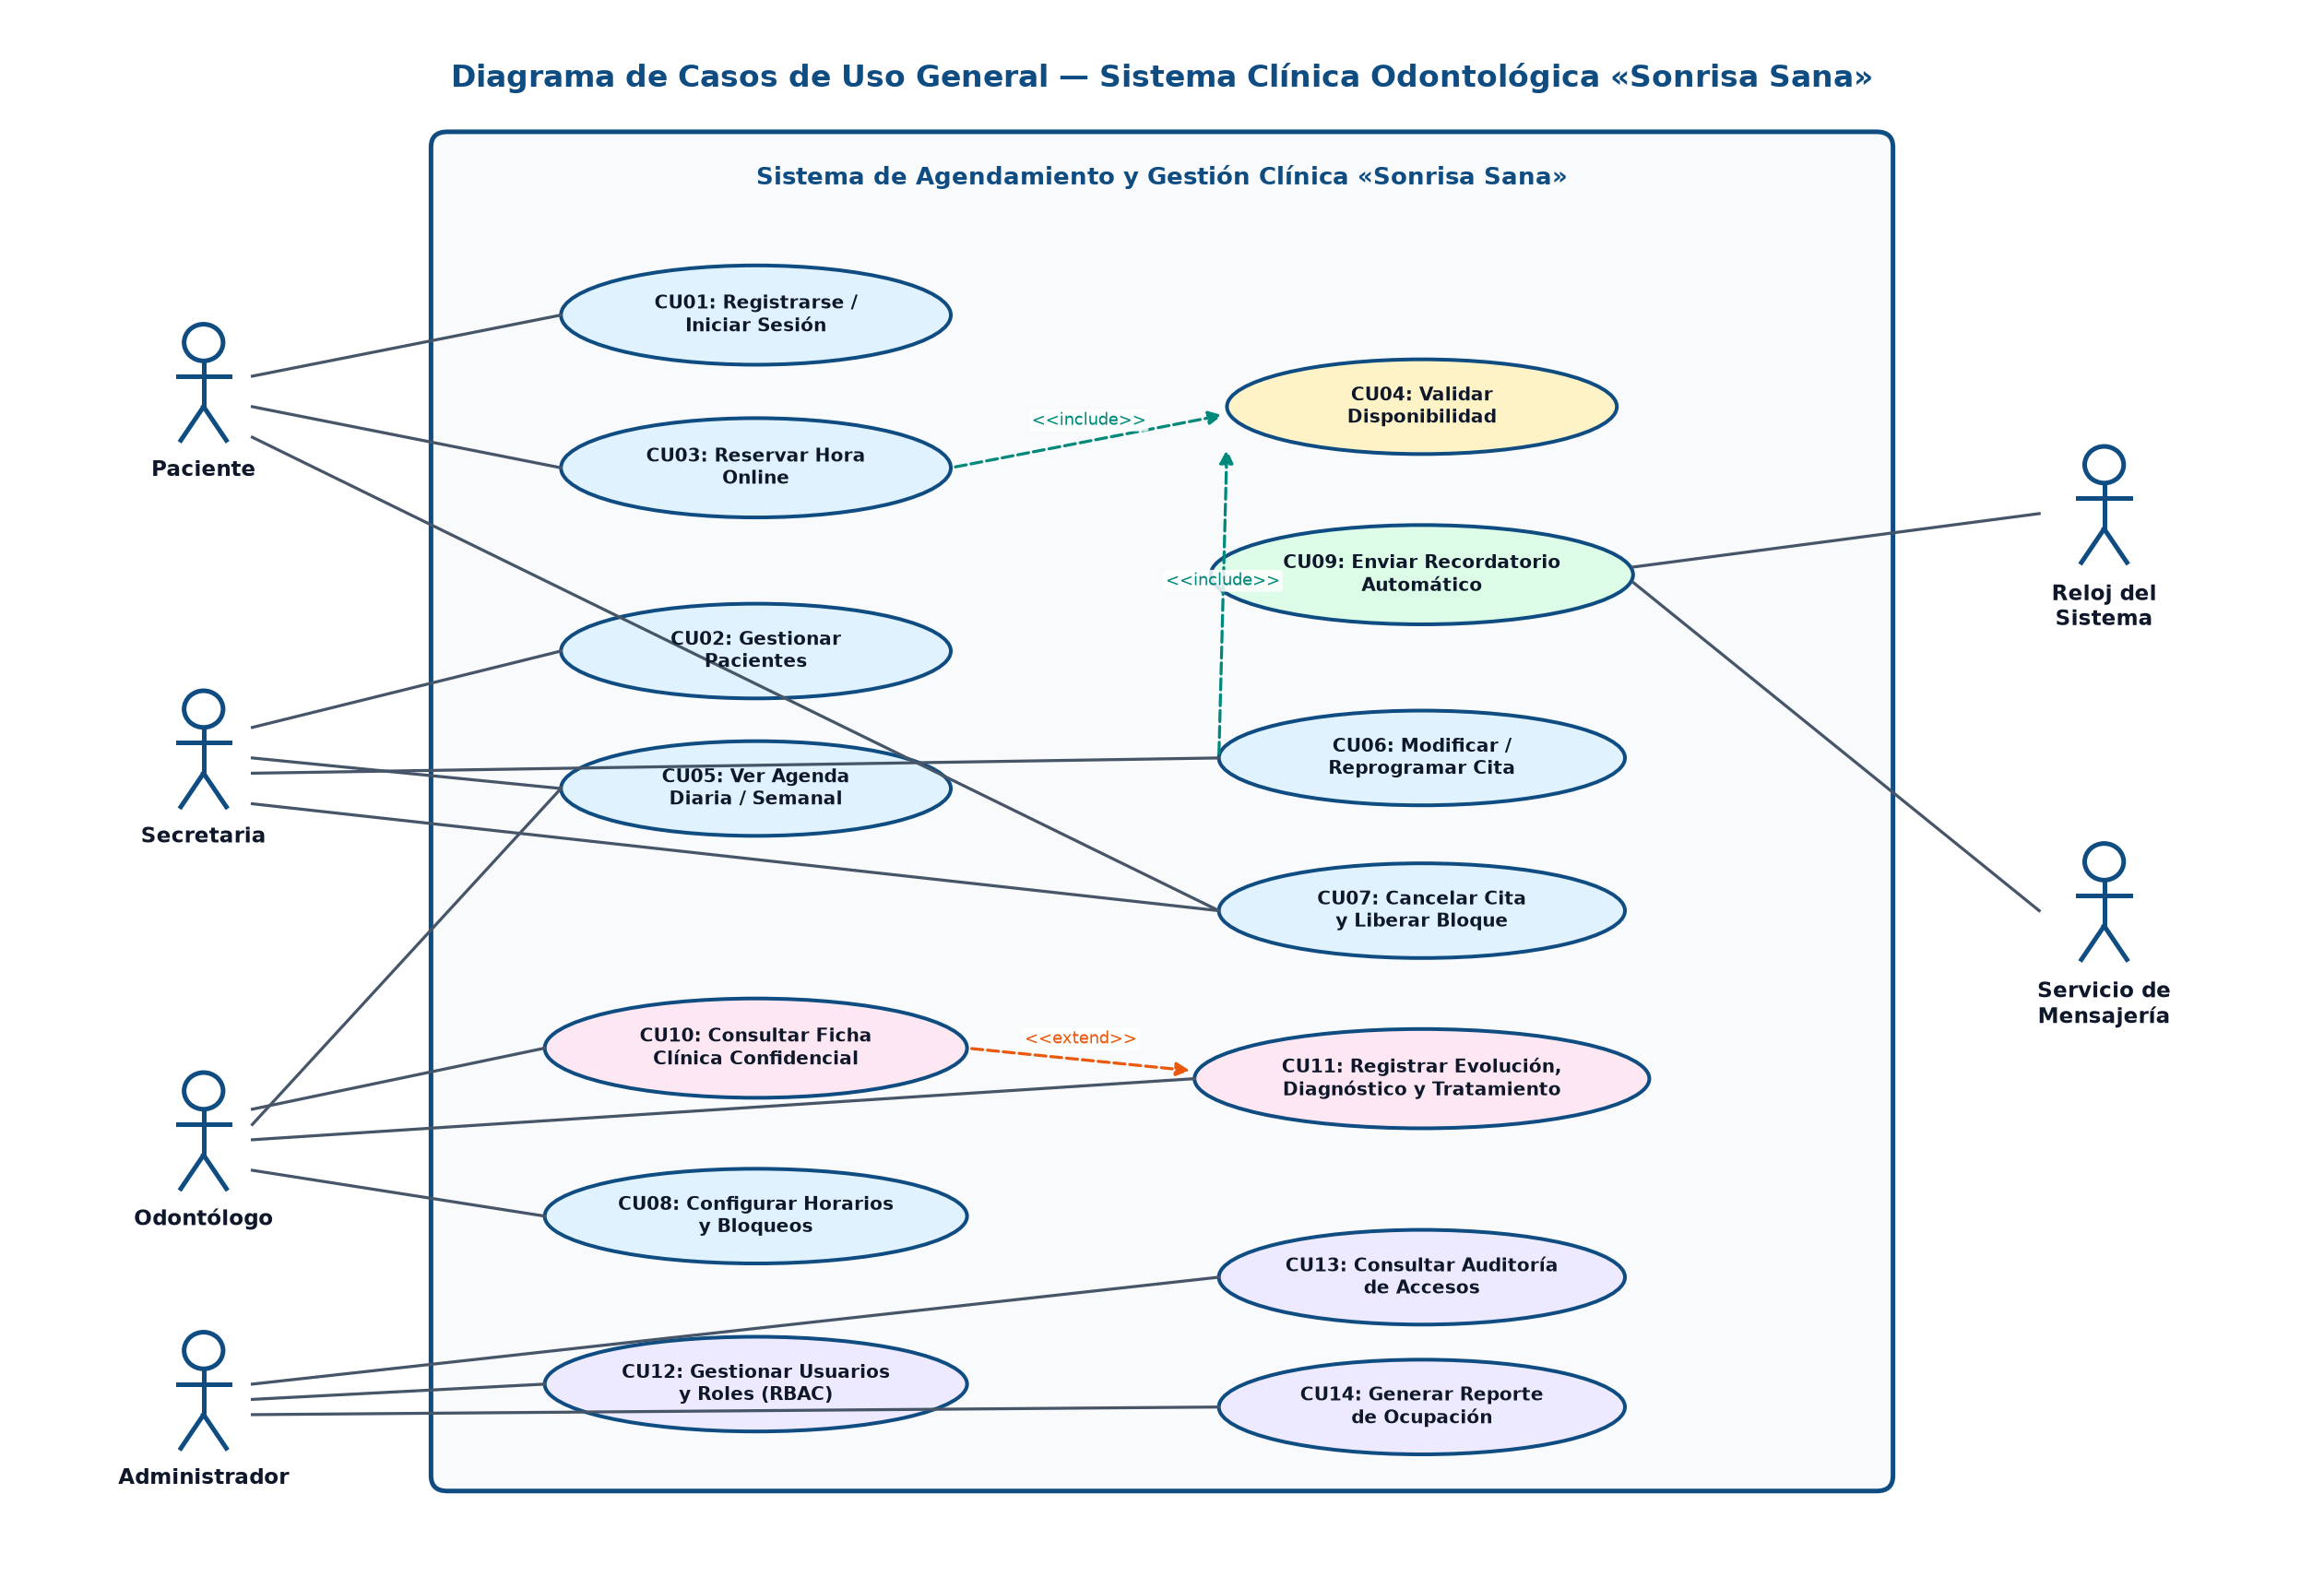 Diagrama de Casos de Uso General — Sistema Clínica Odontológica «Sonrisa Sana»
Sistema de Agendamiento y Gestión Clínica «Sonrisa Sana»
CU01: Registrarse /
Iniciar Sesión
CU04: Validar
Disponibilidad
<<include>>
CU03: Reservar Hora
Online
Paciente
CU09: Enviar Recordatorio
Automático
<<include>>
Reloj del
Sistema
CU02: Gestionar
Pacientes
CU06: Modificar /
Reprogramar Cita
CU05: Ver Agenda
Diaria / Semanal
Secretaria
CU07: Cancelar Cita
y Liberar Bloque
Servicio de
Mensajería
CU10: Consultar Ficha
Clínica Confidencial
<<extend>>
CU11: Registrar Evolución,
Diagnóstico y Tratamiento
Odontólogo
CU08: Configurar Horarios
y Bloqueos
CU13: Consultar Auditoría
de Accesos
CU12: Gestionar Usuarios
y Roles (RBAC)
CU14: Generar Reporte
de Ocupación
Administrador